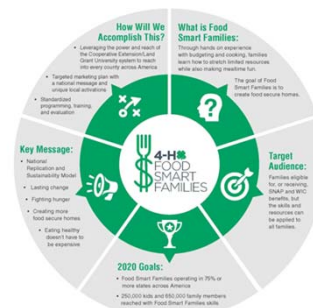 How Will We
Accomplish This?
• Leveraging the power and reach of
the Cooperative Extension/Land
Grant University system to reach
into every county across America
• Targeted marketing plan with
a national message and
unique local activations
• Standardized
programming, training,
and evaluation
What is Food
Smart Families:
Through hands on experience
with budgeting and cooking, families
learn how to stretch limited resources
while also making mealtime fun.
The goal of Food
Smart Families is to
create food secure homes.
Key Message:
• National
Replication and
Sustainability Model
• Lasting change
• Fighting hunger
• Creating more
food secure homes
• Eating healthy
doesn't have to
be expensive.
4-H
FOOD
SMART
FAMILIES
Target
Audience:
Families eligible
for, or receiving,
SNAP and WIC
benefits, but
the skills and
resources can
be applied to
all families.
2020 Goals:
• Food Smart Families operating in 75% or
more states across America
• 250,000 kids and 650,000 family members
reached with Food Smart Families skills